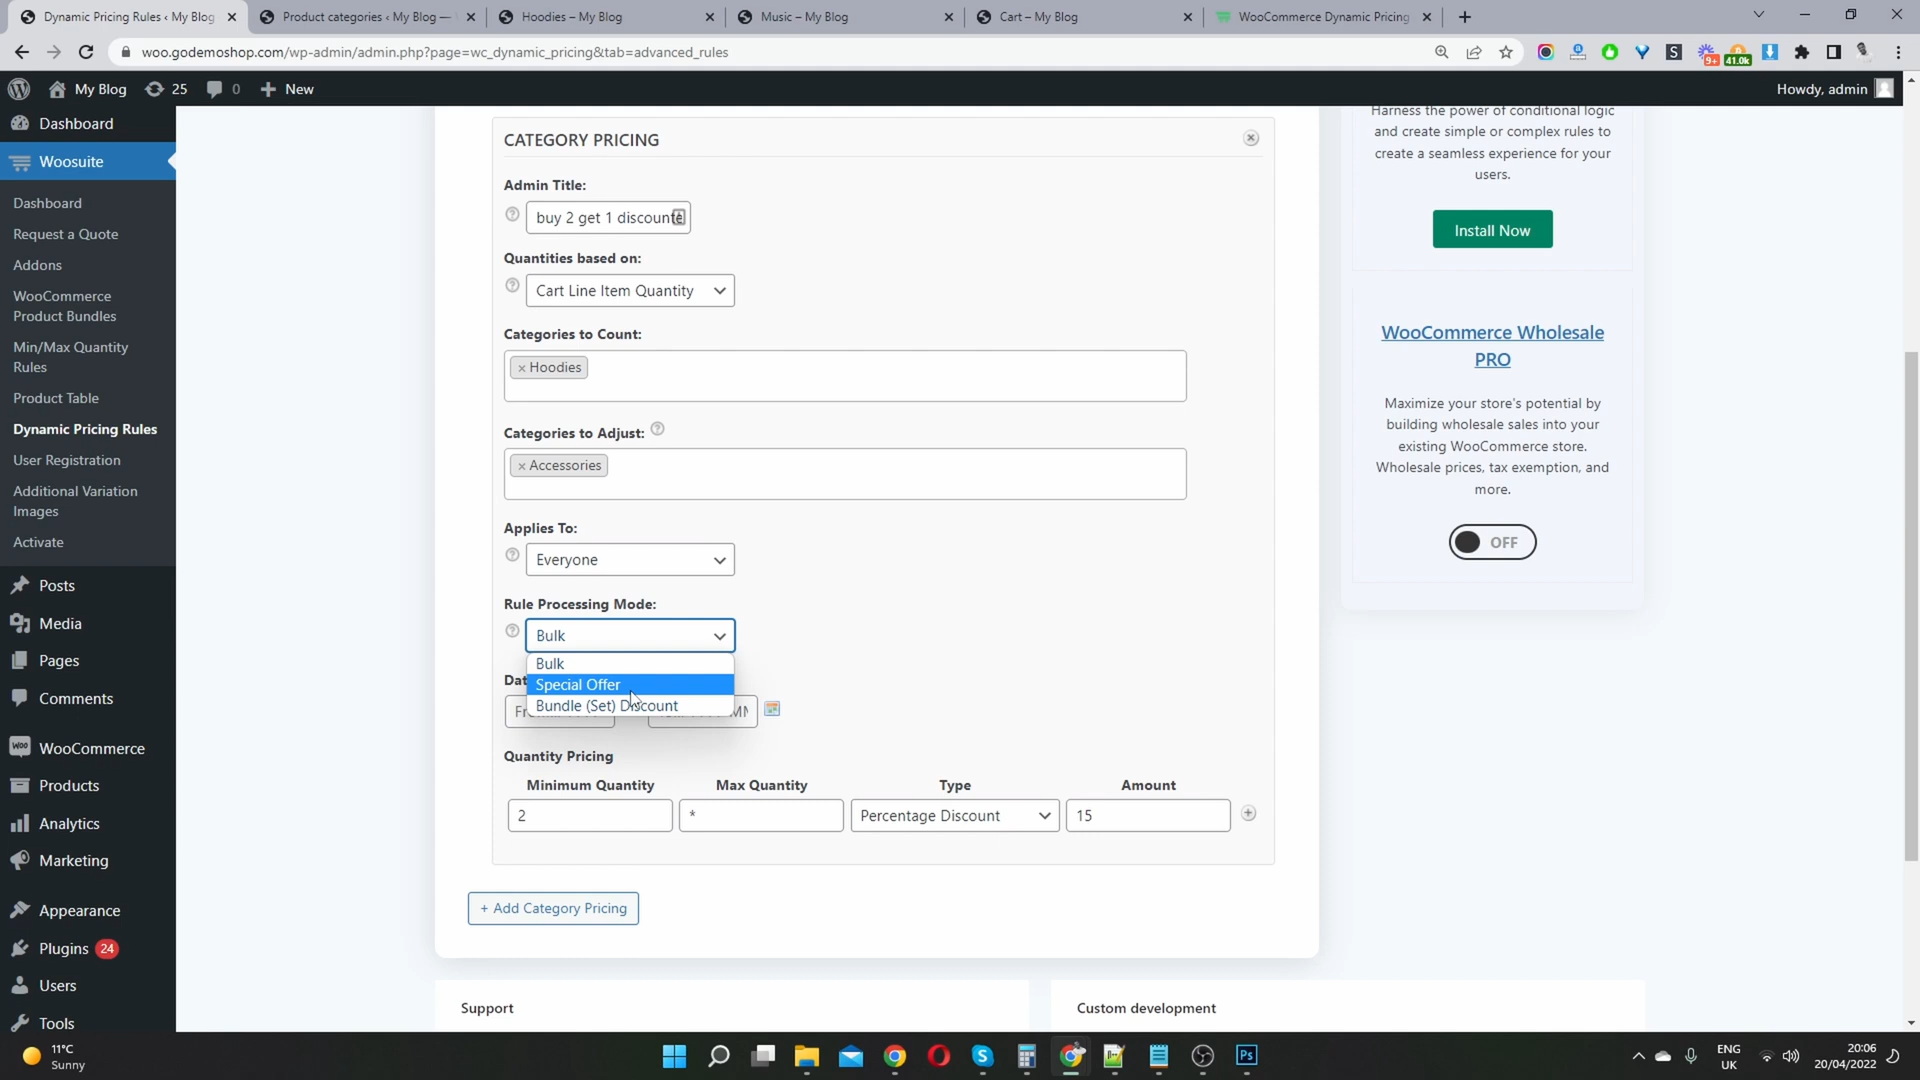 Dynamic Pricing Rules ‹ My Blog
Product categories ‹ My Blog —
Hoodies – My Blog
Music – My Blog
Cart – My Blog
WooCommerce Dynamic Pricing
woo.godemoshop.com/wp-admin/admin.php?page=wc_dynamic_pricing&tab=advanced_rules
S
9+
41.0k
My Blog
25
0
New
Howdy, admin
Dashboard
Woosuite
Dashboard
Request a Quote
Addons
WooCommerce
Product Bundles
Min/Max Quantity
Rules
Product Table
Dynamic Pricing Rules
User Registration
Additional Variation
Images
Activate
Posts
Media
Pages
Comments
Woo
WooCommerce
Products
Analytics
Marketing
Appearance
Plugins 24
Users
Tools
CATEGORY PRICING
Admin Title:
buy 2 get 1 discounte
Quantities based on:
Cart Line Item Quantity
Categories to Count:
× Hoodies
Categories to Adjust:
× Accessories
Applies To:
Everyone
Rule Processing Mode:
Bulk
Bulk
Special Offer
Bundle (Set) Discount
Dat
Quantity Pricing
Minimum Quantity Max Quantity Type Amount
2 * Percentage Discount 15
+ Add Category Pricing
Harness the power of conditional logic
and create simple or complex rules to
create a seamless experience for your
users.
Install Now
WooCommerce Wholesale
PRO
Maximize your store's potential by
building wholesale sales into your
existing WooCommerce store.
Wholesale prices, tax exemption, and
more.
OFF
Support
Custom development
11°C
Sunny
Ps
ENG
UK
20:06
20/04/2022